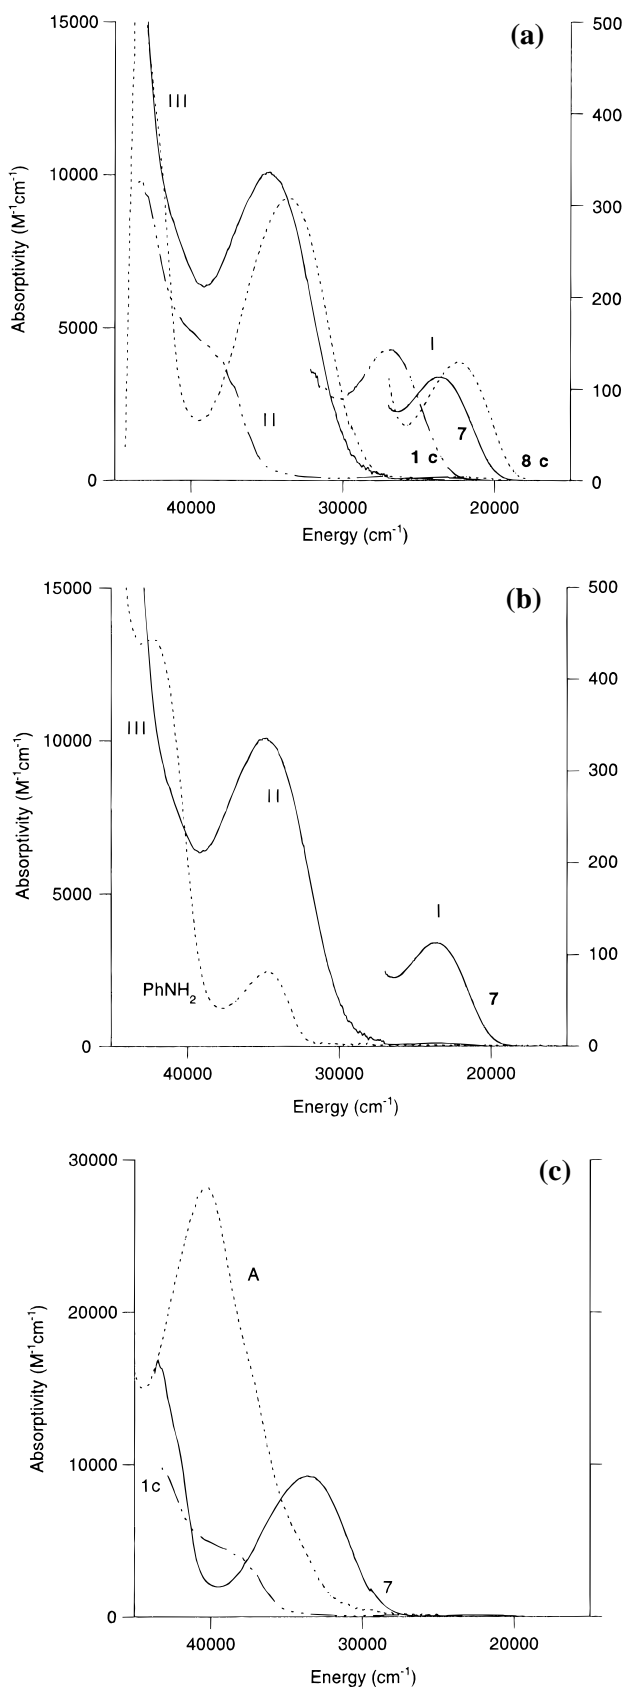 (a)
15000
10000
5000
0
500
400
300
200
100
0
III
II
I
1 c
7
8 c
40000 30000 20000
Absorptivity (M⁻¹cm⁻¹)
Energy (cm⁻¹)
(b)
15000
10000
5000
0
500
400
300
200
100
0
III
II
I
PhNH₂
7
40000 30000 20000
Absorptivity (M⁻¹cm⁻¹)
Energy (cm⁻¹)
(c)
30000
20000
10000
0
A
1c
7
40000 30000 20000
Absorptivity (M⁻¹cm⁻¹)
Energy (cm⁻¹)